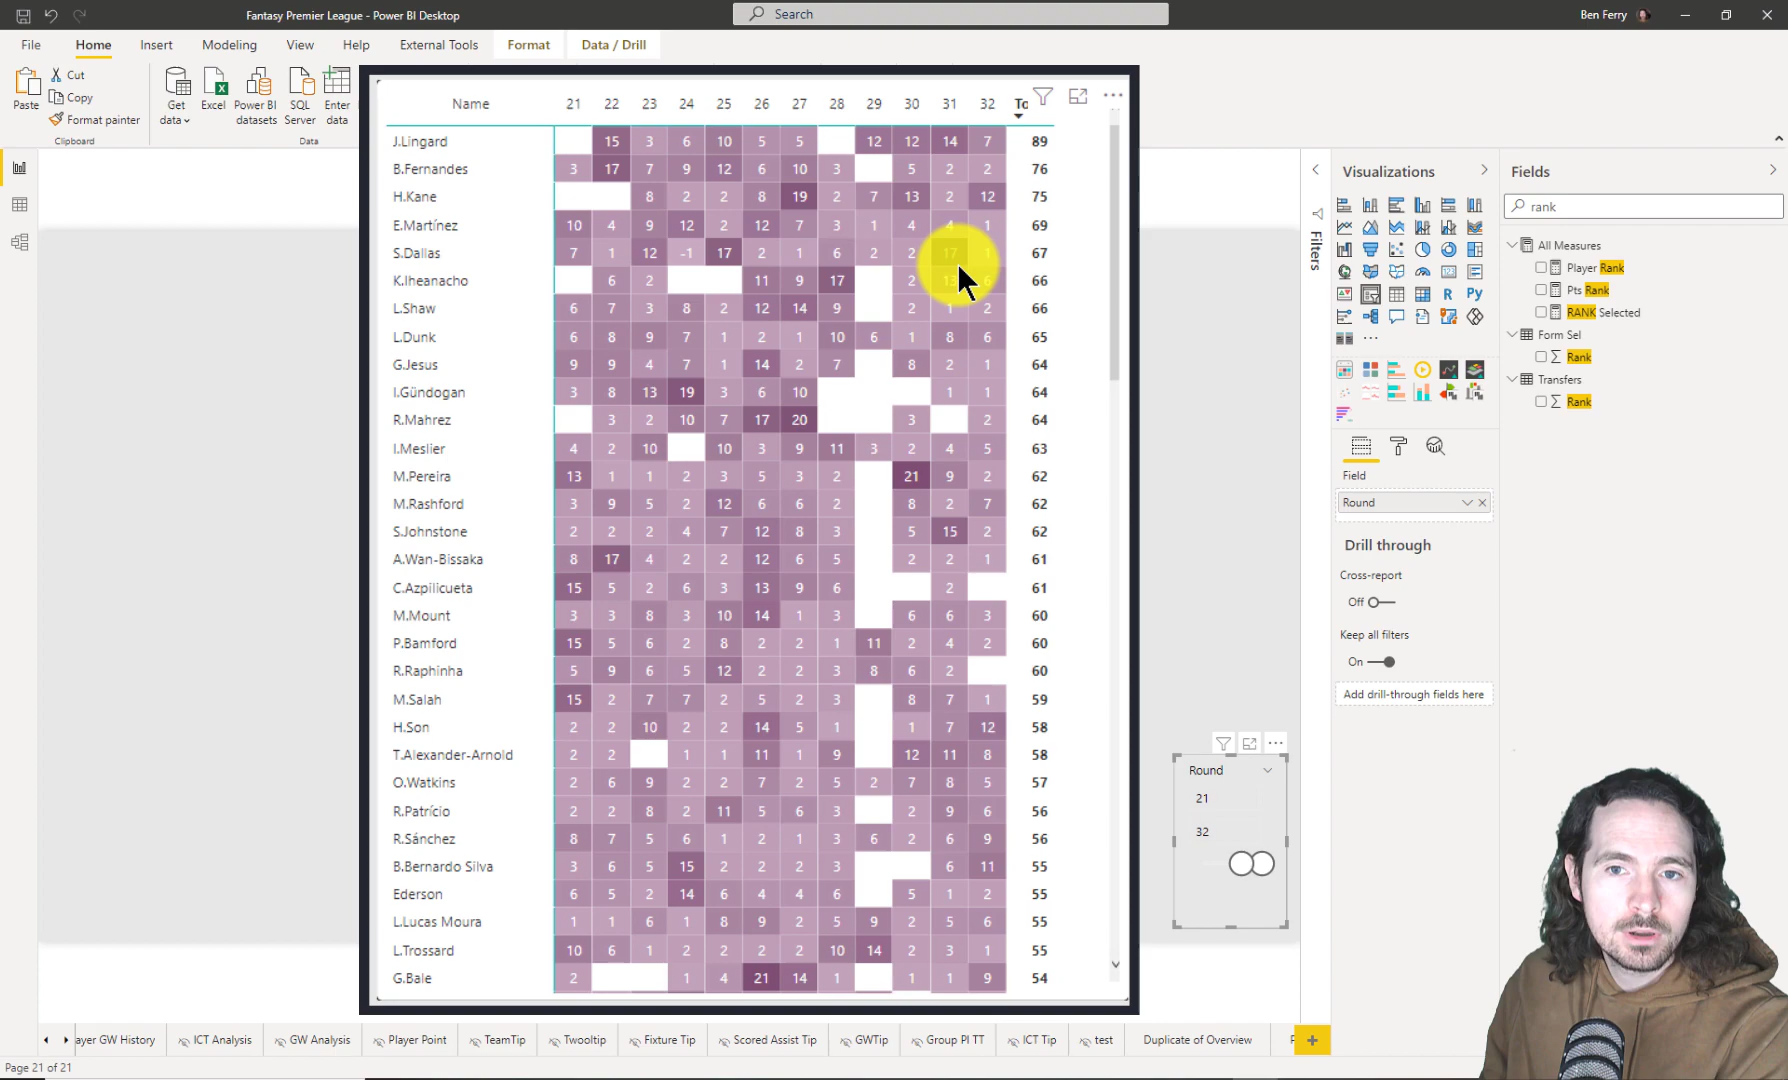 Fantasy Premier League - Power BI Desktop
Search
Ben Ferry
File Home Insert Modeling View Help External Tools Format Data / Drill
Paste
Cut
Copy
Format painter
Clipboard
Get data
Excel
Power BI datasets
SQL Server
Enter data
Data
Name 21 22 23 24 25 26 27 28 29 30 31 32 To
J.Lingard 15 3 6 10 5 5 12 12 14 7 89
B.Fernandes 3 17 7 9 12 6 10 3 5 2 2 76
H.Kane 8 2 2 8 19 2 7 13 2 12 75
E.Martínez 10 4 9 12 2 12 7 3 1 4 4 1 69
S.Dallas 7 1 12 -1 17 2 1 6 2 2 17 1 67
K.Iheanacho 6 2 11 9 17 2 6 66
L.Shaw 6 7 3 8 2 12 14 9 2 1 2 66
L.Dunk 6 8 9 7 1 2 1 10 6 1 8 6 65
G.Jesus 9 9 4 7 1 14 2 7 8 2 1 64
I.Gündogan 3 8 13 19 3 6 10 1 1 64
R.Mahrez 3 2 10 7 17 20 3 2 64
I.Meslier 4 2 10 10 3 9 11 3 2 4 5 63
M.Pereira 13 1 1 2 3 5 3 2 21 9 2 62
M.Rashford 3 9 5 2 12 6 6 2 8 2 7 62
S.Johnstone 2 2 2 4 7 12 8 3 5 15 2 62
A.Wan-Bissaka 8 17 4 2 2 12 6 5 2 2 1 61
C.Azpilicueta 15 5 2 6 3 13 9 6 2 61
M.Mount 3 3 8 3 10 14 1 3 6 6 3 60
P.Bamford 15 5 6 2 8 2 2 1 11 2 4 2 60
R.Raphinha 5 9 6 5 12 2 2 3 8 6 2 60
M.Salah 15 2 7 7 2 5 2 3 8 7 1 59
H.Son 2 2 10 2 2 14 5 1 1 7 12 58
T.Alexander-Arnold 2 2 1 1 11 1 9 12 11 8 58
O.Watkins 2 6 9 2 2 7 2 5 2 7 8 5 57
R.Patrício 2 2 8 2 11 5 6 3 2 9 6 56
R.Sánchez 8 7 5 6 1 2 1 3 6 2 6 9 56
B.Bernardo Silva 3 6 5 15 2 2 2 3 6 11 55
Ederson 6 5 2 14 6 4 4 6 5 1 2 55
L.Lucas Moura 1 1 6 1 8 9 2 5 9 2 5 6 55
L.Trossard 10 6 1 2 2 2 2 10 14 2 3 1 55
G.Bale 2 1 4 21 14 1 1 1 9 54
Round
21
32
Filters
Visualizations
R
Py
Field
Round
Drill through
Cross-report
Off
Keep all filters
On
Add drill-through fields here
Fields
rank
All Measures
Player Rank
Pts Rank
RANK Selected
Form Sel
Rank
Transfers
Rank
ayer GW History ICT Analysis GW Analysis Player Point TeamTip Twooltip Fixture Tip Scored Assist Tip GWTip Group PI TT ICT Tip test Duplicate of Overview
Page 21 of 21